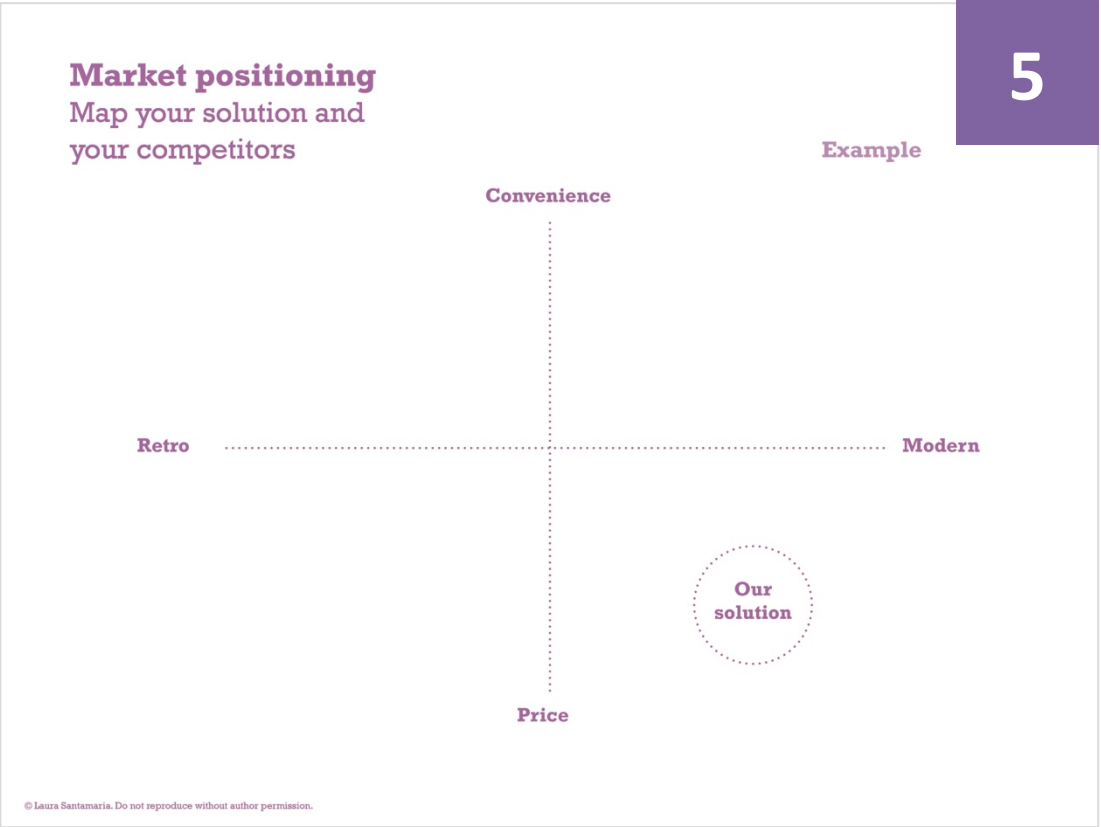 5
Market positioning
Map your solution and
your competitors
Example
Convenience
Retro
Modern
Our
solution
Price
© Laura Santamaria. Do not reproduce without author permission.